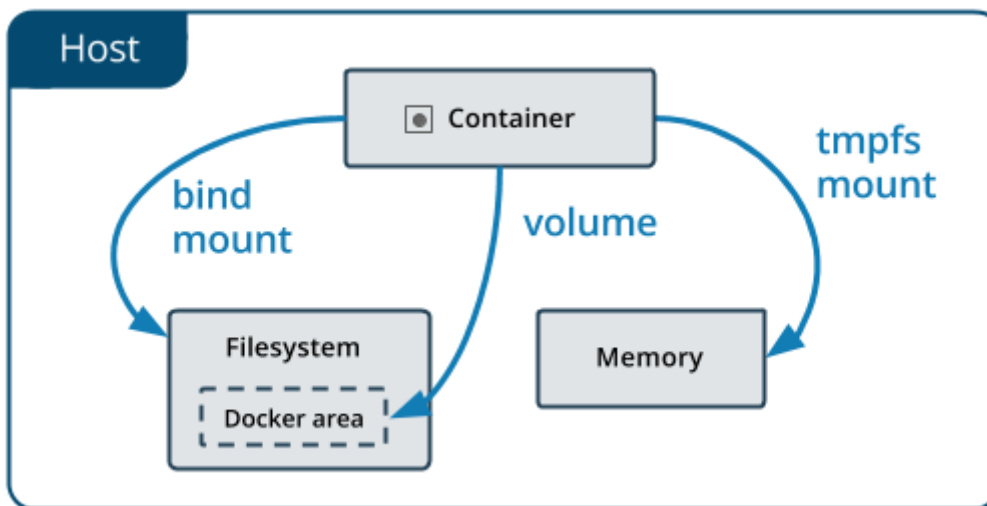 Host
Container
bind
mount
volume
tmpfs
mount
Filesystem
Docker area
Memory